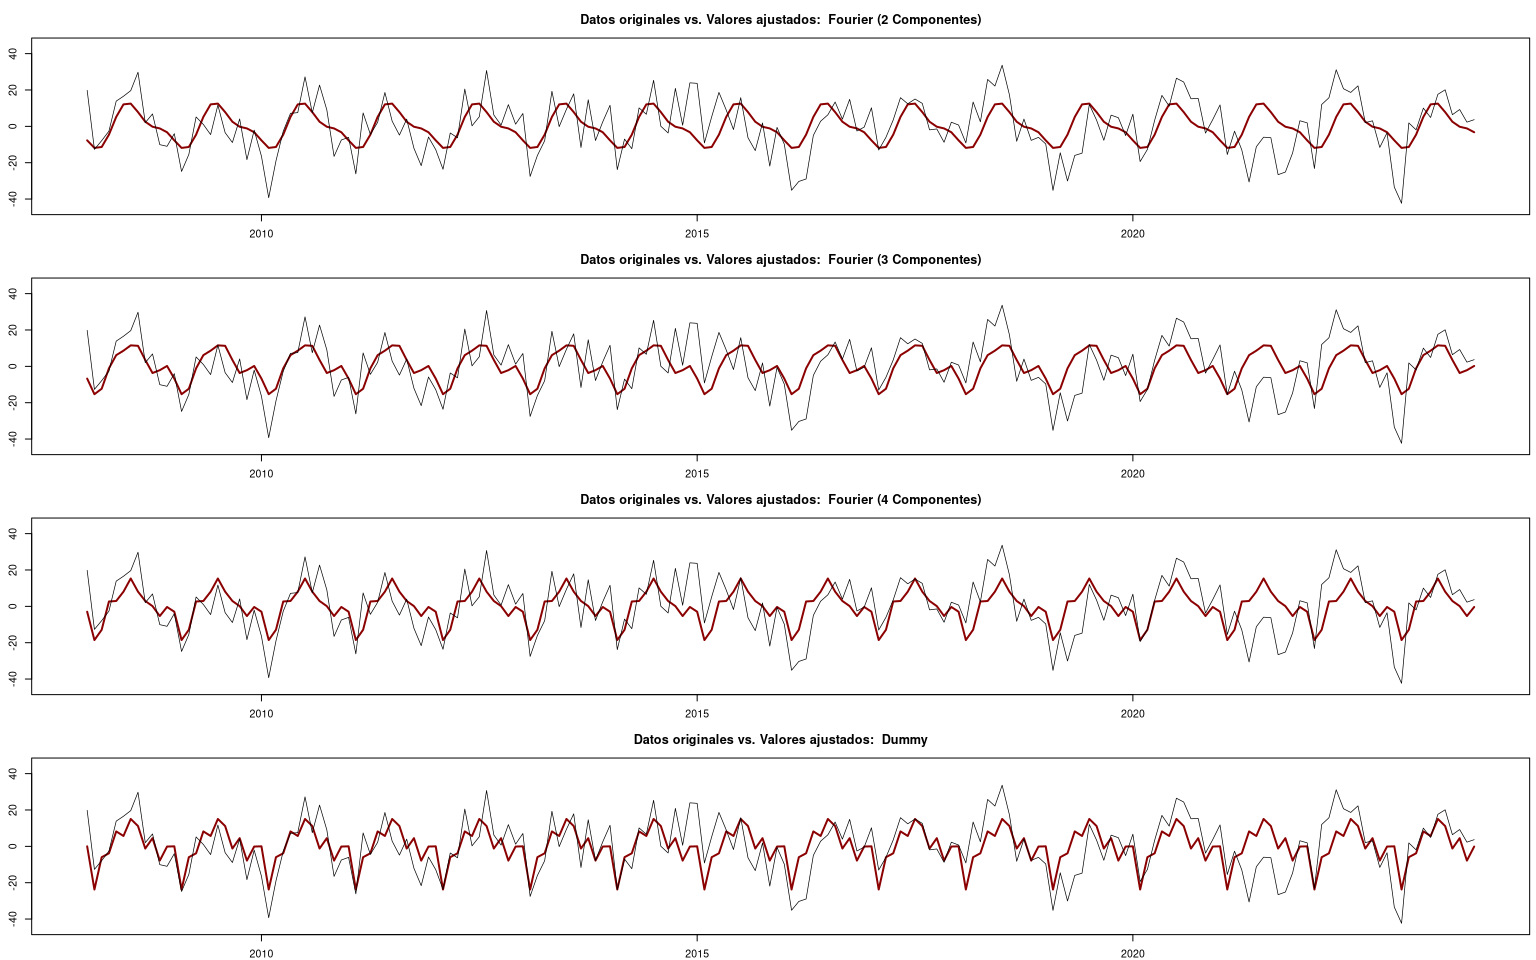 Datos originales vs. Valores ajustados:  Fourier (2 Componentes)
40
20
0
-20
-40
2010 2015 2020
Datos originales vs. Valores ajustados:  Fourier (3 Componentes)
40
20
0
-20
-40
2010 2015 2020
Datos originales vs. Valores ajustados:  Fourier (4 Componentes)
40
20
0
-20
-40
2010 2015 2020
Datos originales vs. Valores ajustados:  Dummy
40
20
0
-20
-40
2010 2015 2020